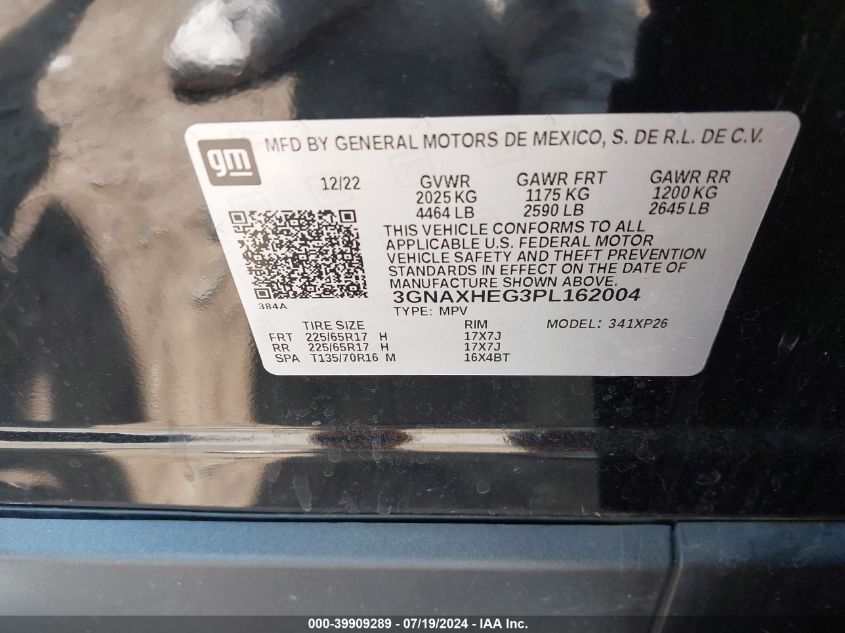 gm
MFD BY GENERAL MOTORS DE MEXICO, S. DE R.L. DE C.V.
12/22 GVWR GAWR FRT GAWR RR
2025 KG 1175 KG 1200 KG
4464 LB 2590 LB 2645 LB
THIS VEHICLE CONFORMS TO ALL
APPLICABLE U.S. FEDERAL MOTOR
VEHICLE SAFETY AND THEFT PREVENTION
STANDARDS IN EFFECT ON THE DATE OF
MANUFACTURE SHOWN ABOVE.
384A
3GNAXHEG3PL162004
TYPE: MPV
TIRE SIZE RIM MODEL: 341XP26
FRT 225/65R17 H 17X7J
RR 225/65R17 H 17X7J
SPA T135/70R16 M 16X4BT
000-39909289 - 07/19/2024 - IAA Inc.